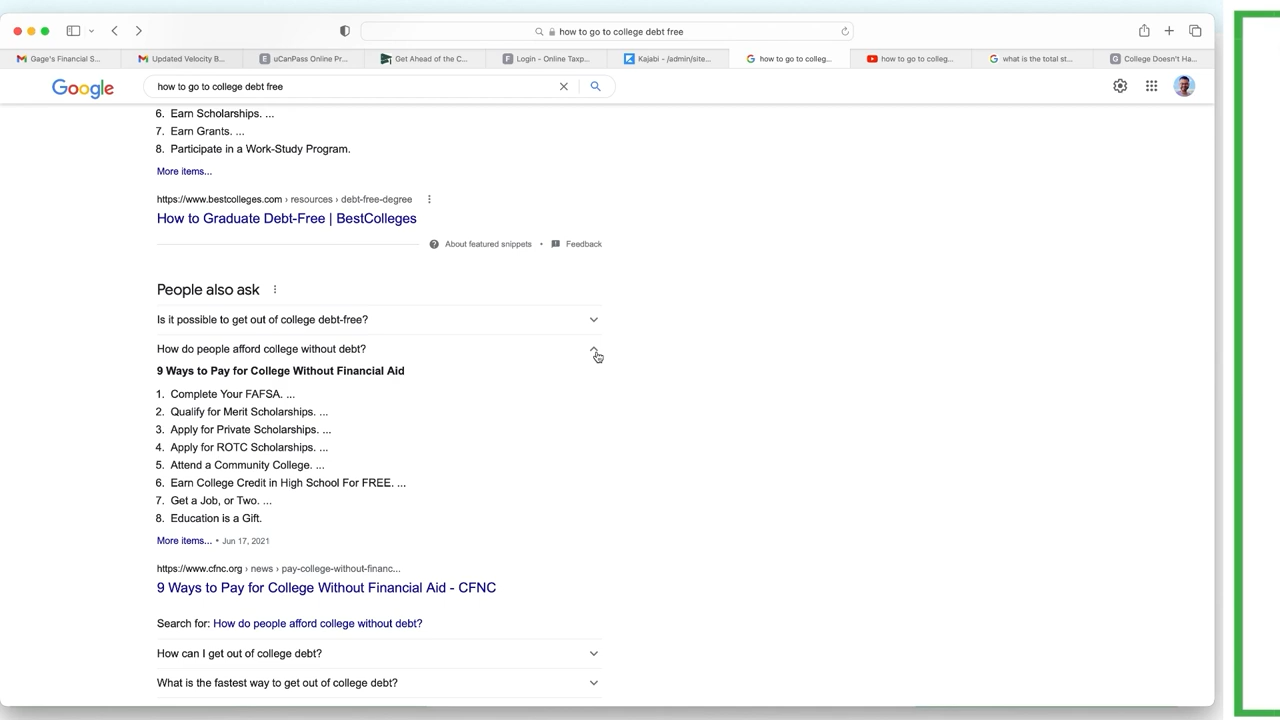 how to go to college debt free
Gage's Financial S...
Updated Velocity B...
uCanPass Online Pr...
Get Ahead of the C...
Login - Online Taxp...
Kajabi - /admin/site...
how to go to colleg...
how to go to colleg...
what is the total st...
College Doesn't Ha...
Google
how to go to college debt free
6. Earn Scholarships. ...
7. Earn Grants. ...
8. Participate in a Work-Study Program.
More items...
https://www.bestcolleges.com › resources › debt-free-degree
How to Graduate Debt-Free | BestColleges
About featured snippets • Feedback
People also ask
Is it possible to get out of college debt-free?
How do people afford college without debt?
9 Ways to Pay for College Without Financial Aid
1. Complete Your FAFSA. ...
2. Qualify for Merit Scholarships. ...
3. Apply for Private Scholarships. ...
4. Apply for ROTC Scholarships. ...
5. Attend a Community College. ...
6. Earn College Credit in High School For FREE. ...
7. Get a Job, or Two. ...
8. Education is a Gift.
More items... • Jun 17, 2021
https://www.cfnc.org › news › pay-college-without-financ...
9 Ways to Pay for College Without Financial Aid - CFNC
Search for: How do people afford college without debt?
How can I get out of college debt?
What is the fastest way to get out of college debt?